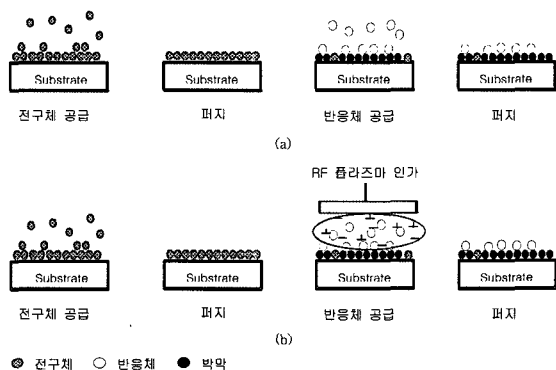 Substrate Substrate Substrate Substrate
전구체 공급 퍼지 반응체 공급 퍼지
(a)
RF 플라즈마 인가
Substrate Substrate Substrate Substrate
전구체 공급 퍼지 반응체 공급 퍼지
(b)
전구체 반응체 박막